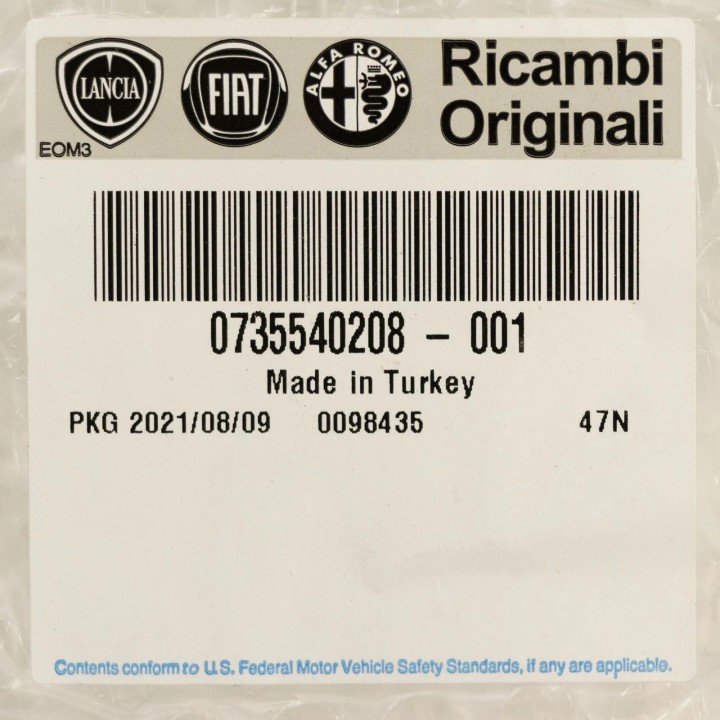 LANCIA FIAT ALFA ROMEO Ricambi
Originali
EOM3
0735540208 – 001
Made in Turkey
PKG 2021/08/09 0098435 47N
Contents conform to U.S. Federal Motor Vehicle Safety Standards, if any are applicable.